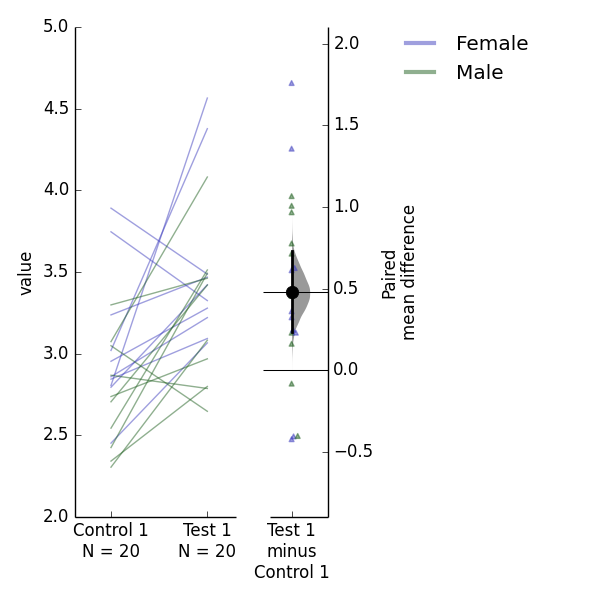 5.0
4.5
4.0
3.5
3.0
2.5
2.0
value
Control 1
N = 20
Test 1
N = 20
2.0
1.5
1.0
0.5
0.0
−0.5
Paired
mean difference
Test 1
minus
Control 1
Female
Male